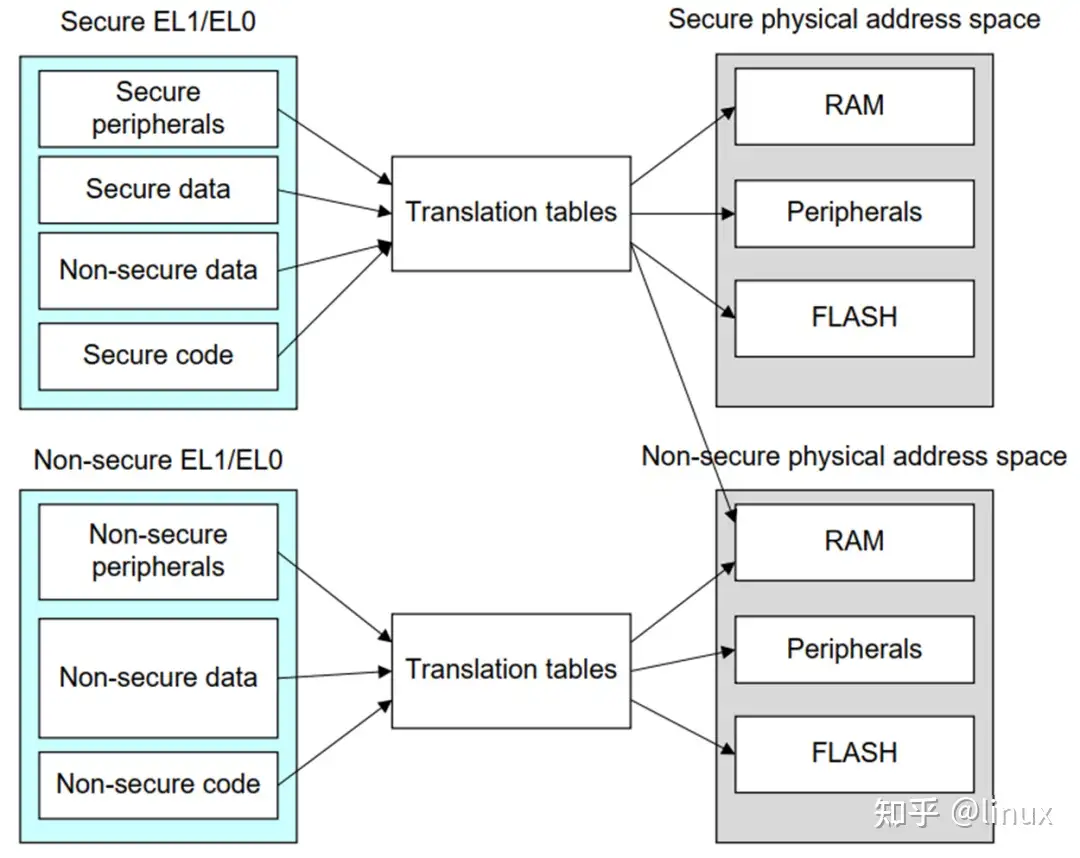 Secure EL1/EL0
Secure physical address space
Secure
peripherals
Secure data
Non-secure data
Secure code
Translation tables
RAM
Peripherals
FLASH
Non-secure EL1/EL0
Non-secure physical address space
Non-secure
peripherals
Non-secure data
Non-secure code
Translation tables
RAM
Peripherals
FLASH
知乎 @linux